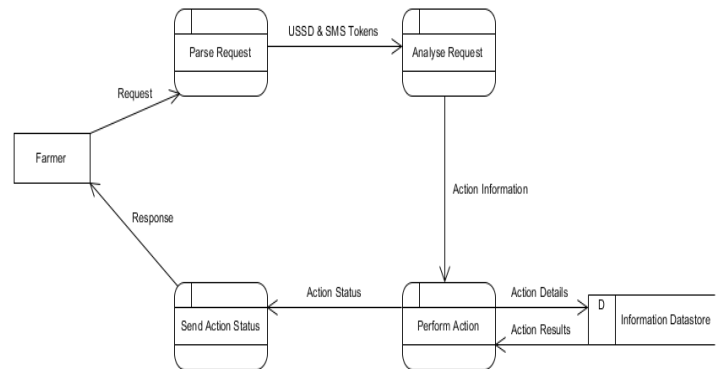 USSD & SMS Tokens
Parse Request
Analyse Request
Request
Farmer
Action Information
Response
Action Status
Action Details
D
Information Datastore
Send Action Status
Perform Action
Action Results